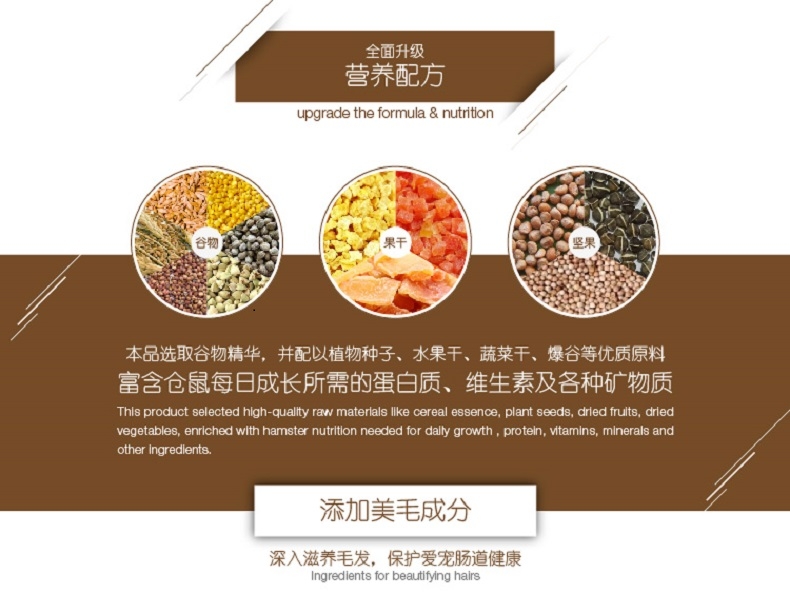 全面升级
营养配方
upgrade the formula & nutrition
谷物
果干
坚果
本品选取谷物精华，并配以植物种子、水果干、蔬菜干、爆谷等优质原料
富含仓鼠每日成长所需的蛋白质、维生素及各种矿物质
This product selected high-quality raw materials like cereal essence, plant seeds, dried fruits, dried
vegetables, enriched with hamster nutrition needed for daily growth , protein, vitamins, minerals and
other ingredients.
添加美毛成分
深入滋养毛发，保护爱宠肠道健康
Ingredients for beautifying hairs